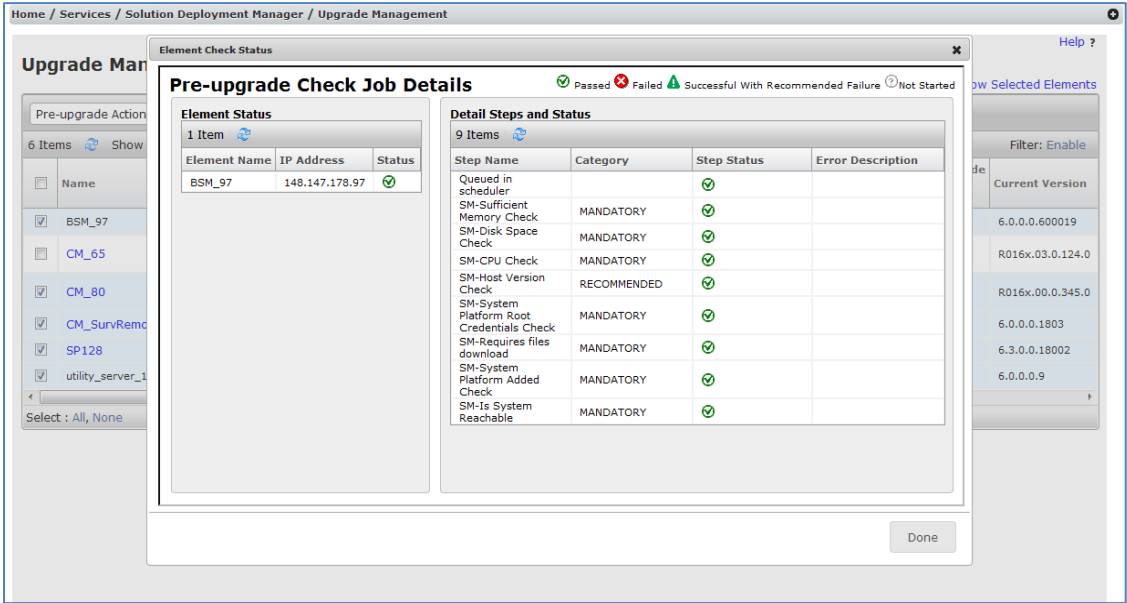 Home / Services / Solution Deployment Manager / Upgrade Management
Help ?
Upgrade Man
ow Selected Elements
Pre-upgrade Action
6 Items Show
Filter: Enable
de
Name
Current Version
BSM_97
6.0.0.0.600019
CM_65
R016x.03.0.124.0
CM_80
R016x.00.0.345.0
CM_SurvRemo
6.0.0.0.1803
SP128
6.3.0.0.18002
utility_server_1
6.0.0.0.9
Select : All, None
Element Check Status
Pre-upgrade Check Job Details
Passed Failed Successful With Recommended Failure Not Started
Element Status
1 Item
Element Name IP Address Status
BSM_97 148.147.178.97
Detail Steps and Status
9 Items
Step Name Category Step Status Error Description
Queued in
scheduler
SM-Sufficient
Memory Check MANDATORY
SM-Disk Space
Check MANDATORY
SM-CPU Check MANDATORY
SM-Host Version
Check RECOMMENDED
SM-System
Platform Root MANDATORY
Credentials Check
SM-Requires files
download MANDATORY
SM-System
Platform Added MANDATORY
Check
SM-Is System
Reachable MANDATORY
Done